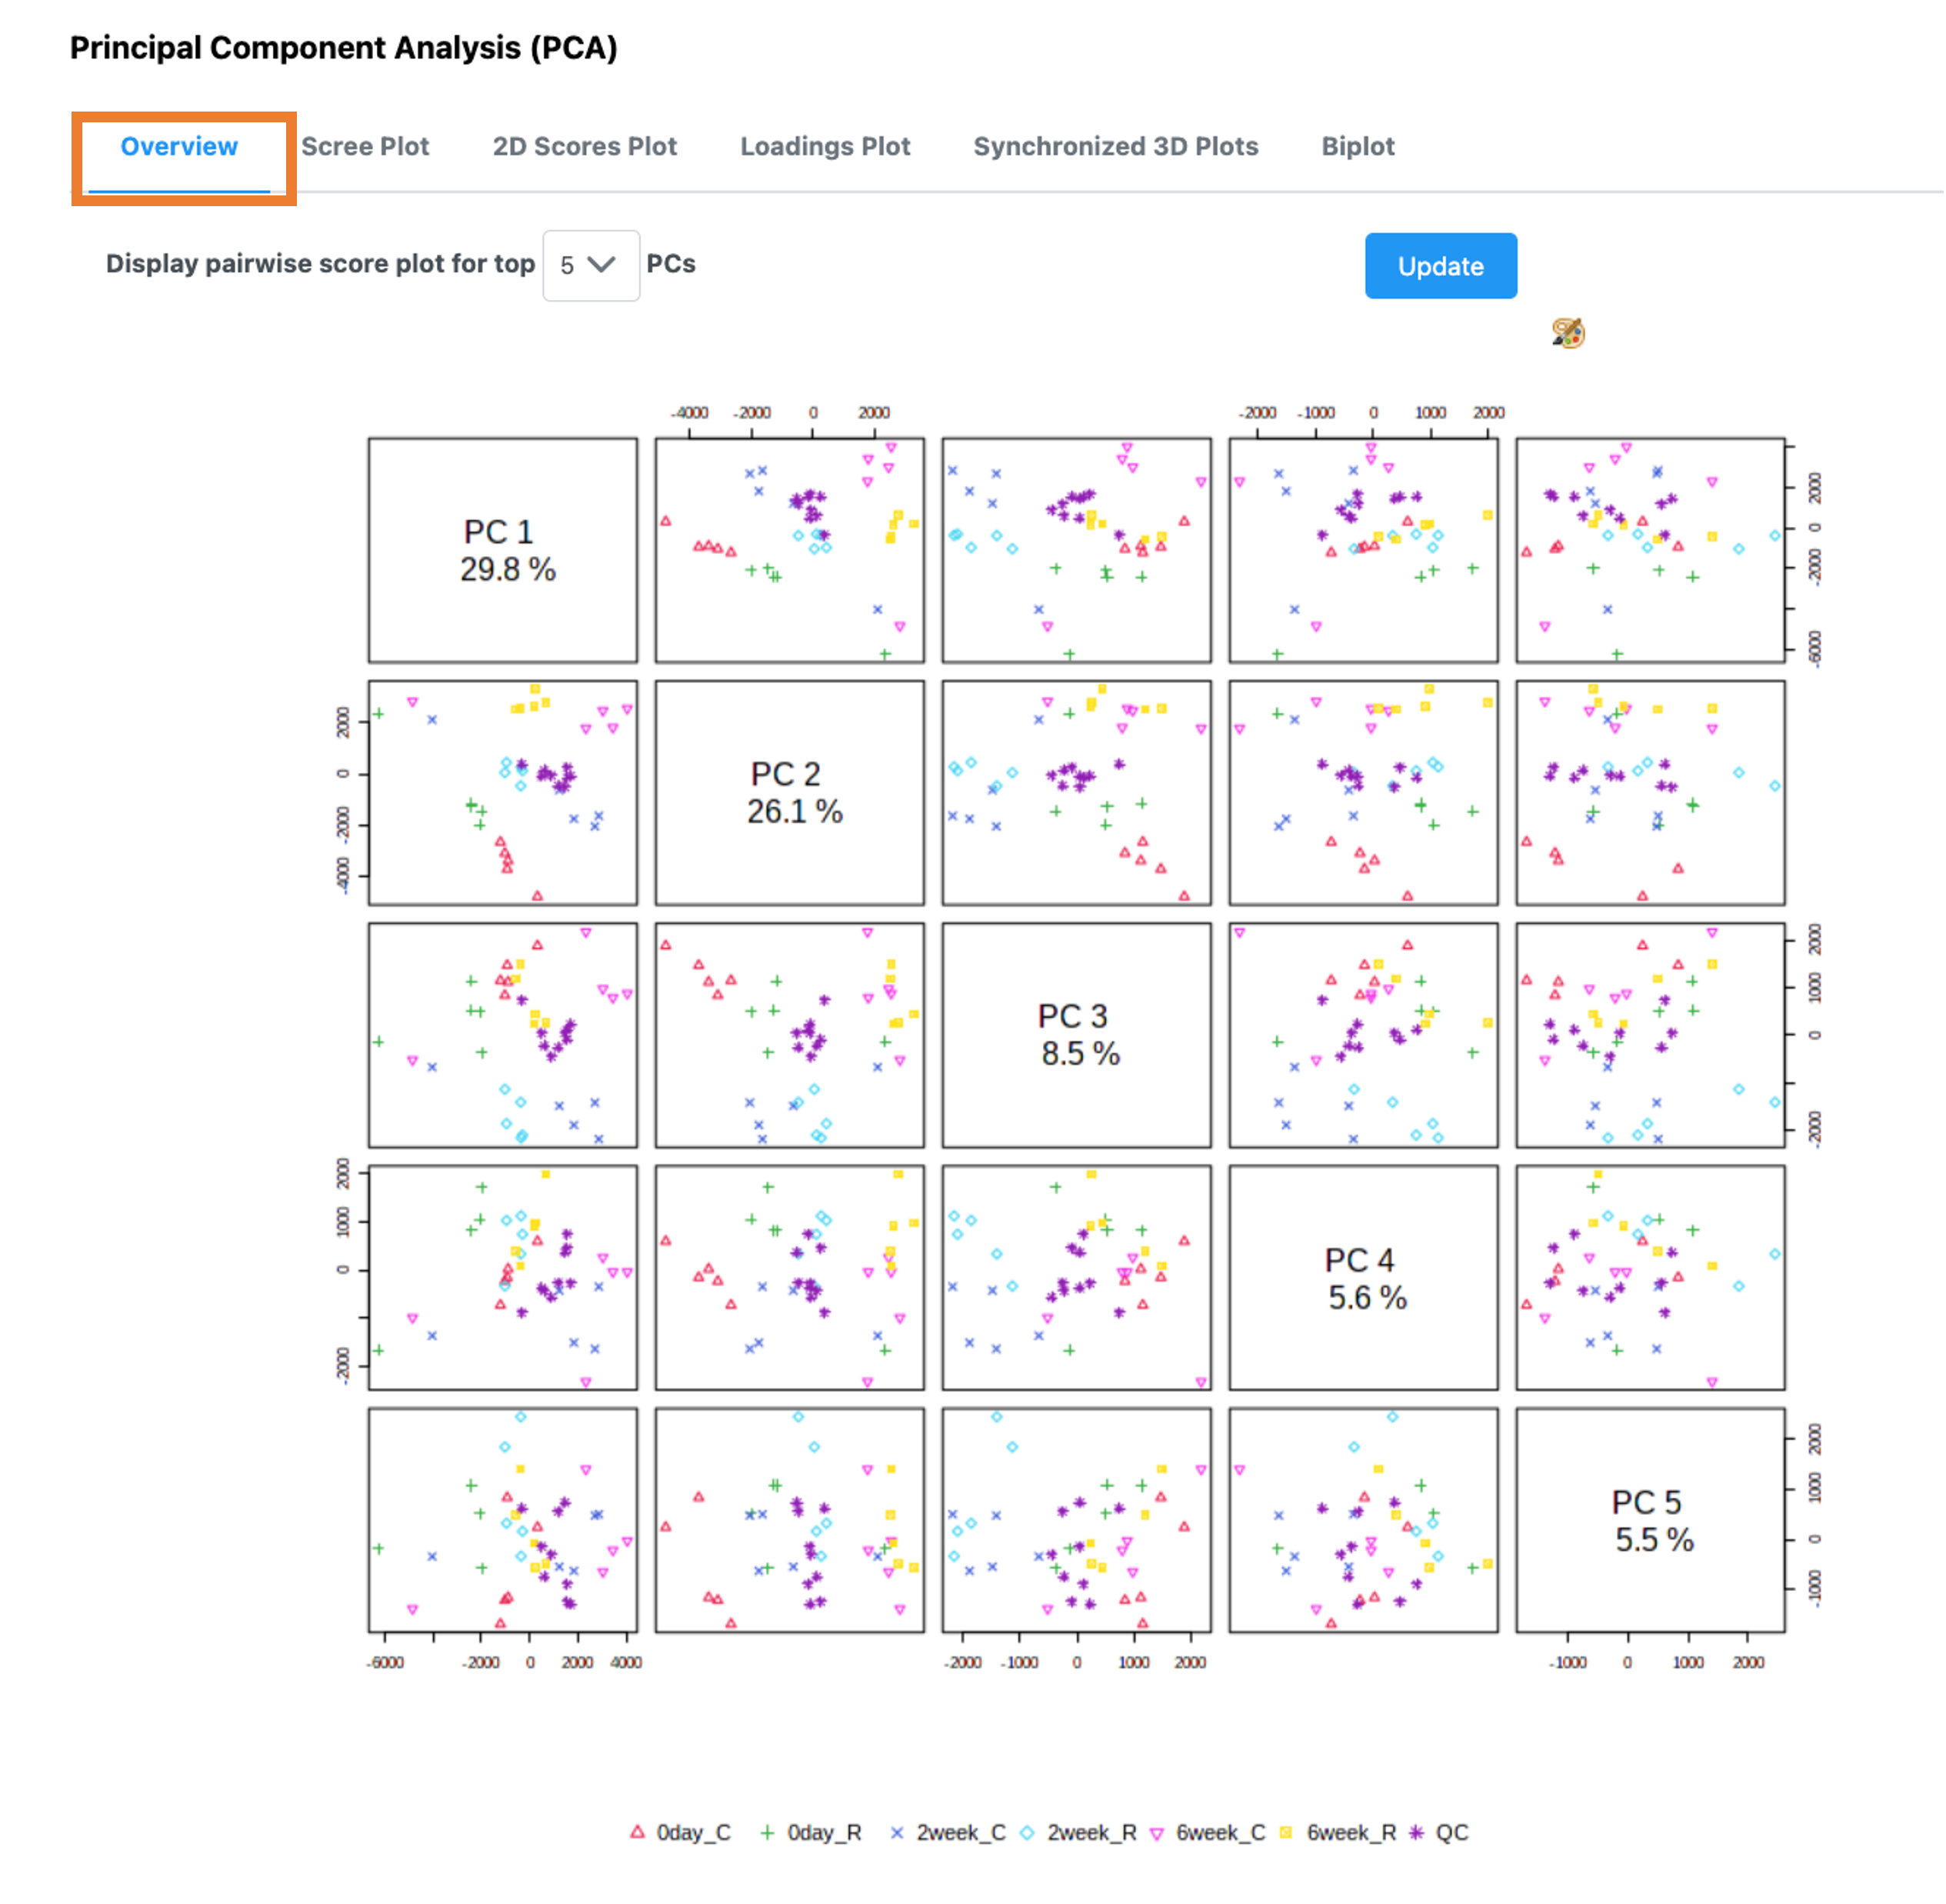 Principal Component Analysis (PCA)
Overview Scree Plot 2D Scores Plot Loadings Plot Synchronized 3D Plots Biplot
Display pairwise score plot for top 5 PCs Update
-4000 -2000 0 2000 -2000 -1000 0 1000 2000
PC 1
29.8 %
2000 0 -2000 -6000
2000 0 -2000 -4000
PC 2
26.1 %
PC 3
8.5 %
2000 1000 0 -2000
2000 1000 0 -2000
PC 4
5.6 %
PC 5
5.5 %
2000 1000 0 -1000
-6000 -2000 0 2000 4000 -2000 -1000 0 1000 2000 -1000 0 1000 2000
0day_C 0day_R 2week_C 2week_R 6week_C 6week_R QC